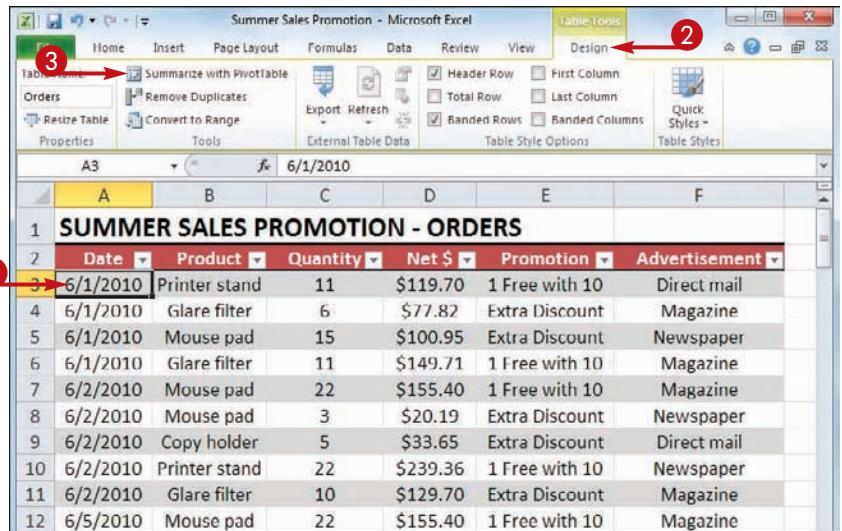 Summer Sales Promotion - Microsoft Excel
Table Tools
Home Insert Page Layout Formulas Data Review View Design
2
3
Table Name:
Summarize with PivotTable
Orders
Remove Duplicates
Resize Table
Convert to Range
Export Refresh
Header Row First Column
Total Row Last Column
Banded Rows Banded Columns
Quick Styles
Properties Tools External Table Data Table Style Options Table Styles
A3 fx 6/1/2010
A B C D E F
1 SUMMER SALES PROMOTION - ORDERS
2 Date Product Quantity Net $ Promotion Advertisement
3 6/1/2010 Printer stand 11 $119.70 1 Free with 10 Direct mail
4 6/1/2010 Glare filter 6 $77.82 Extra Discount Magazine
5 6/1/2010 Mouse pad 15 $100.95 Extra Discount Newspaper
6 6/1/2010 Glare filter 11 $149.71 1 Free with 10 Magazine
7 6/2/2010 Mouse pad 22 $155.40 1 Free with 10 Magazine
8 6/2/2010 Mouse pad 3 $20.19 Extra Discount Newspaper
9 6/2/2010 Copy holder 5 $33.65 Extra Discount Direct mail
10 6/2/2010 Printer stand 22 $239.36 1 Free with 10 Newspaper
11 6/2/2010 Glare filter 10 $129.70 Extra Discount Magazine
12 6/5/2010 Mouse pad 22 $155.40 1 Free with 10 Magazine